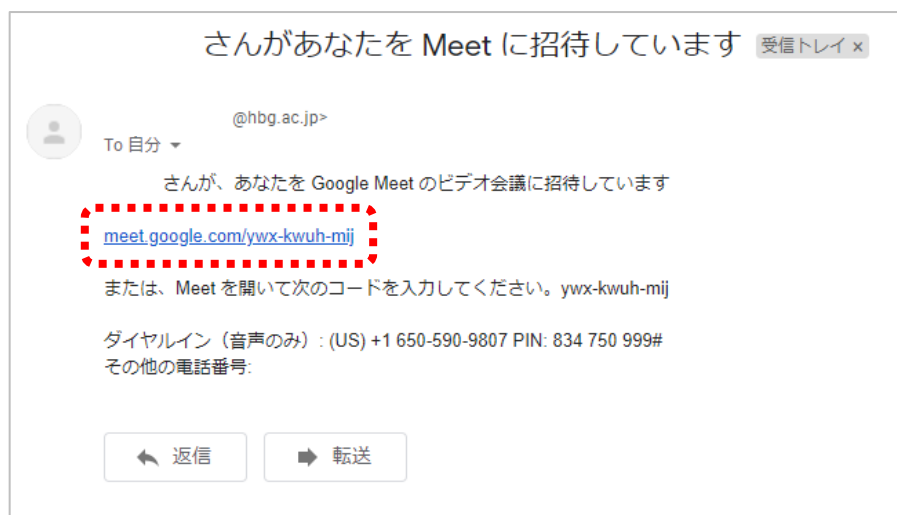 さんがあなたを Meet に招待しています 受信トレイ x
@hbg.ac.jp>
To 自分
さんが、あなたを Google Meet のビデオ会議に招待しています
meet.google.com/ywx-kwuh-mij
または、Meet を開いて次のコードを入力してください。ywx-kwuh-mij
ダイヤルイン（音声のみ）: (US) +1 650-590-9807 PIN: 834 750 999#
その他の電話番号:
返信 転送